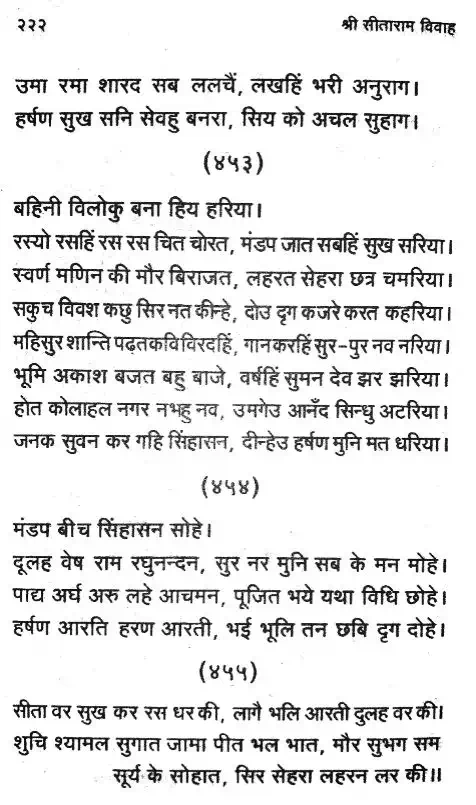 २२२ श्री सीताराम विवाह
उमा रमा शारद सब ललचैं, लखहिं भरी अनुराग।
हर्षण सुख सनि सेवहु बनरा, सिय को अचल सुहाग।
(४५३)
बहिनी विलोकु बना हिय हरिया।
रस्यो रसहिं रस रस चित चोरत, मंडप जात सबहिं सुख सरिया।
स्वर्ण मणिन की मौर बिराजत, लहरत सेहरा छत्र चमरिया।
सकुच विवश कछु सिर नत कीन्हे, दोउ दृग कजरे करत कहरिया।
महिसुर शान्ति पढ़त कवि विरदहिं, गान करहिं सुर-पुर नव नरिया।
भूमि अकाश बजत बहु बाजे, वर्षहिं सुमन देव झर झरिया।
होत कोलाहल नगर नभहु नव, उमगेउ आनँद सिन्धु अटरिया।
जनक सुवन कर गहि सिंहासन, दीन्हेउ हर्षण मुनि मत धरिया।
(४५४)
मंडप बीच सिंहासन सोहे।
दूलह वेष राम रघुनन्दन, सुर नर मुनि सब के मन मोहे।
पाद्य अर्घ अरु लहे आचमन, पूजित भये यथा विधि छोहे।
हर्षण आरति हरण आरती, भई भूलि तन छबि दृग दोहे।
(४५५)
सीता वर सुख कर रस धर की, लागै भलि आरती दुलह वर की।
शुचि श्यामल सुगात जामा पीत भल भात, मौर सुभग सम
सूर्य के सोहात, सिर सेहरा लहरन लर की॥